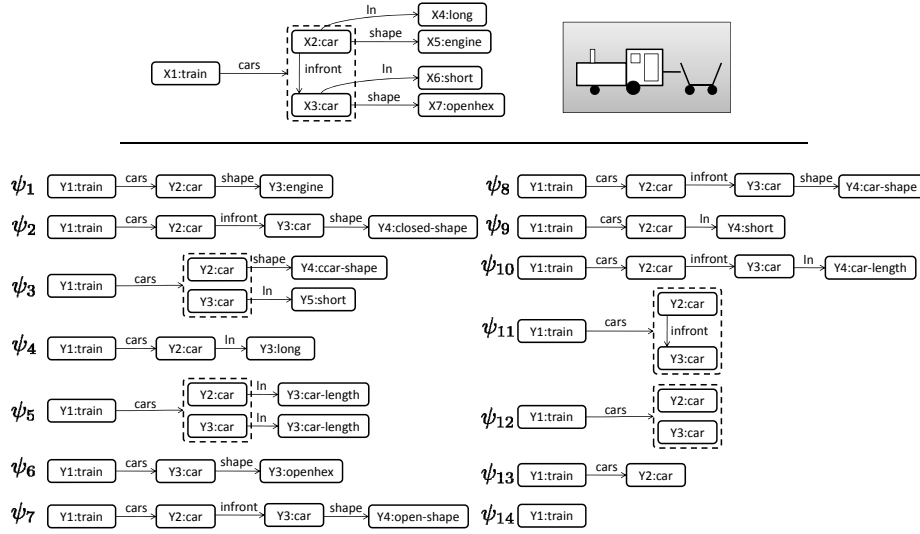 ln
X4:long
X2:car
shape
X5:engine
X1:train
cars
infront
ln
X6:short
X3:car
shape
X7:openhex
ψ1 Y1:train cars Y2:car shape Y3:engine
ψ2 Y1:train cars Y2:car infront Y3:car shape Y4:closed-shape
ψ3 Y1:train cars Y2:car shape Y4:ccar-shape
Y3:car ln Y5:short
ψ4 Y1:train cars Y2:car ln Y3:long
ψ5 Y1:train cars Y2:car ln Y3:car-length
Y3:car ln Y3:car-length
ψ6 Y1:train cars Y3:car shape Y3:openhex
ψ7 Y1:train cars Y2:car infront Y3:car shape Y4:open-shape
ψ8 Y1:train cars Y2:car infront Y3:car shape Y4:car-shape
ψ9 Y1:train cars Y2:car ln Y4:short
ψ10 Y1:train cars Y2:car infront Y3:car ln Y4:car-length
ψ11 Y1:train cars Y2:car infront Y3:car
ψ12 Y1:train cars Y2:car
Y3:car
ψ13 Y1:train cars Y2:car
ψ14 Y1:train